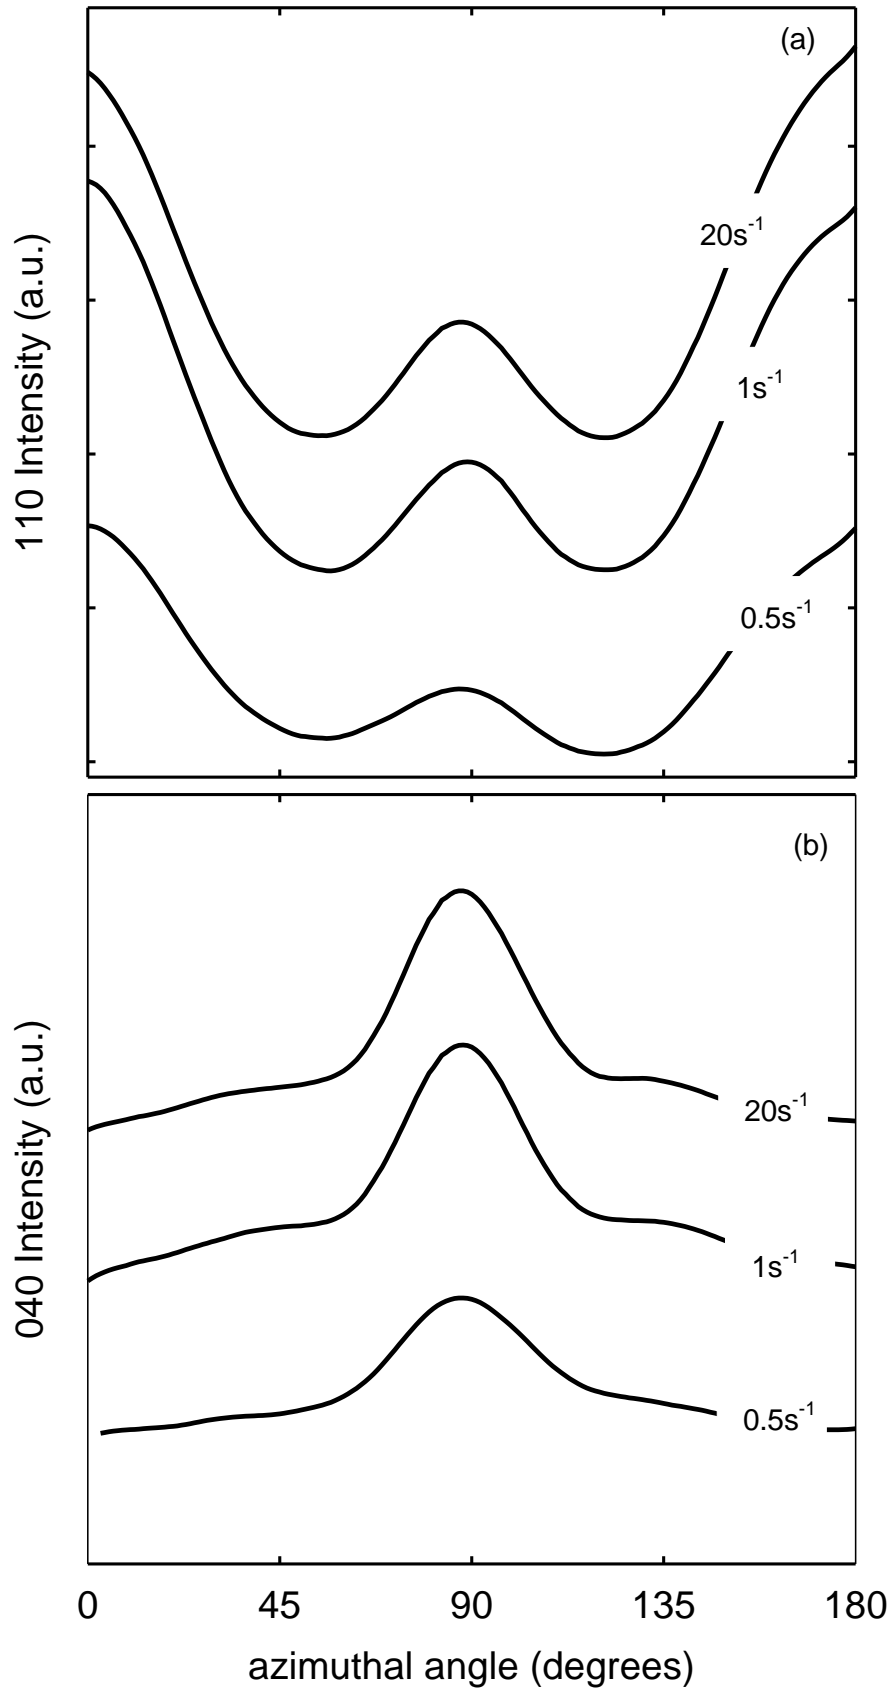 (a)
20s-1
1s-1
0.5s-1
110 Intensity (a.u.)
(b)
20s-1
1s-1
0.5s-1
040 Intensity (a.u.)
0 45 90 135 180
azimuthal angle (degrees)